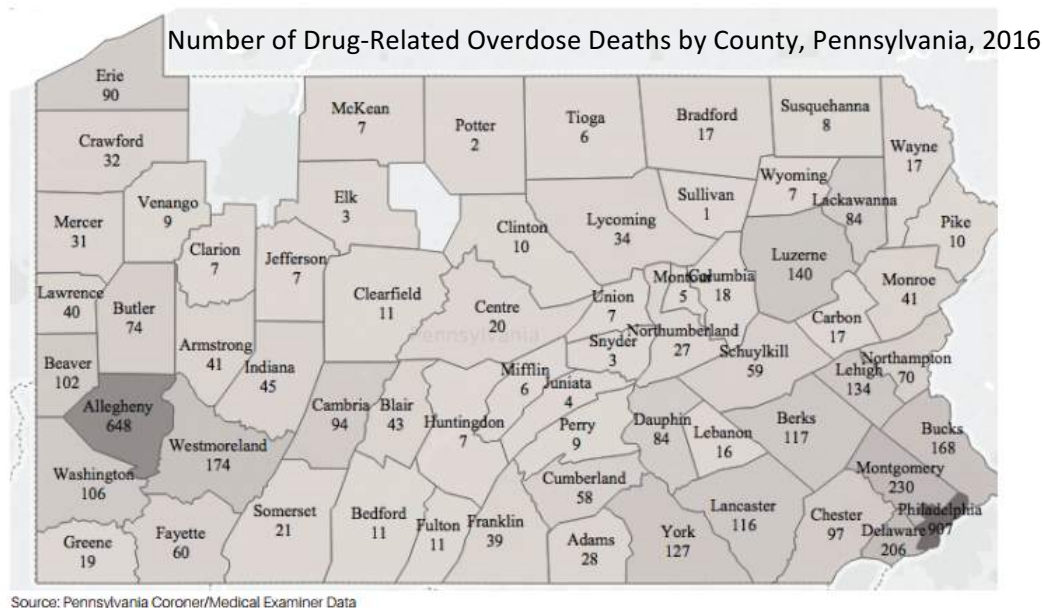 Number of Drug-Related Overdose Deaths by County, Pennsylvania, 2016
Erie
90
Crawford
32
Mercer
31
Venango
9
Lawrence
40
Butler
74
Clarion
7
Beaver
102
Allegheny
648
Armstrong
41
Washington
106
Westmoreland
174
Greene
19
Fayette
60
McKean
7
Elk
3
Jefferson
7
Indiana
45
Clearfield
11
Cambria
94
Somerset
21
Blair
43
Bedford
11
Potter
2
Clinton
10
Centre
20
Pennsylvania
Huntingdon
7
Fulton
11
Franklin
39
Mifflin
6
Juniata
4
Perry
9
Cumberland
58
Adams
28
Tioga
6
Lycoming
34
Union
7
Snyder
3
Northumberland
27
Montour
5
Columbia
18
Bradford
17
Sullivan
1
Susquehanna
8
Wyoming
7
Lackawanna
84
Wayne
17
Pike
10
Luzerne
140
Monroe
41
Carbon
17
Schuylkill
59
Northampton
70
Lehigh
134
Dauphin
84
Lebanon
16
Berks
117
Bucks
168
Montgomery
230
Philadelphia
907
Delaware
206
Chester
97
Lancaster
116
York
127
Source: Pennsylvania Coroner/Medical Examiner Data